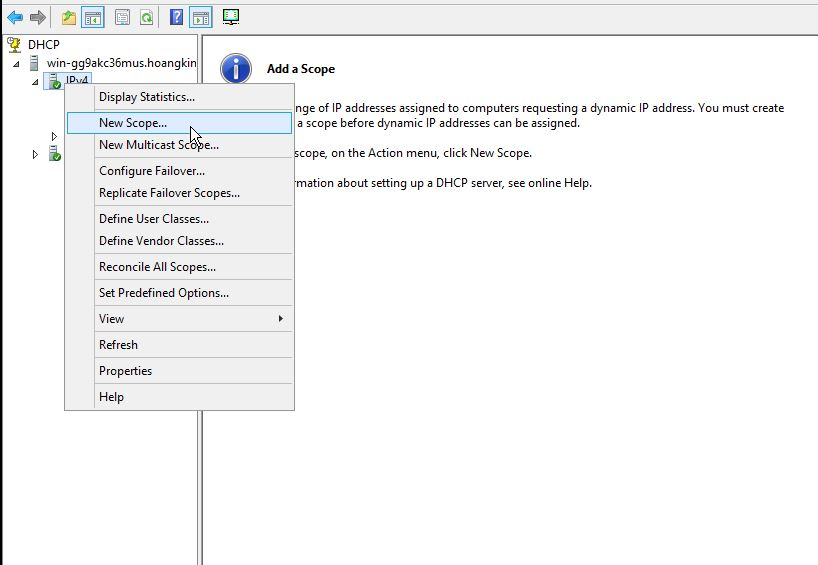 DHCP
win-gg9akc36mus.hoangkin
IPv4
Display Statistics...
New Scope...
New Multicast Scope...
Configure Failover...
Replicate Failover Scopes...
Define User Classes...
Define Vendor Classes...
Reconcile All Scopes...
Set Predefined Options...
View
Refresh
Properties
Help
Add a Scope
nge of IP addresses assigned to computers requesting a dynamic IP address. You must create
a scope before dynamic IP addresses can be assigned.
scope, on the Action menu, click New Scope.
rmation about setting up a DHCP server, see online Help.